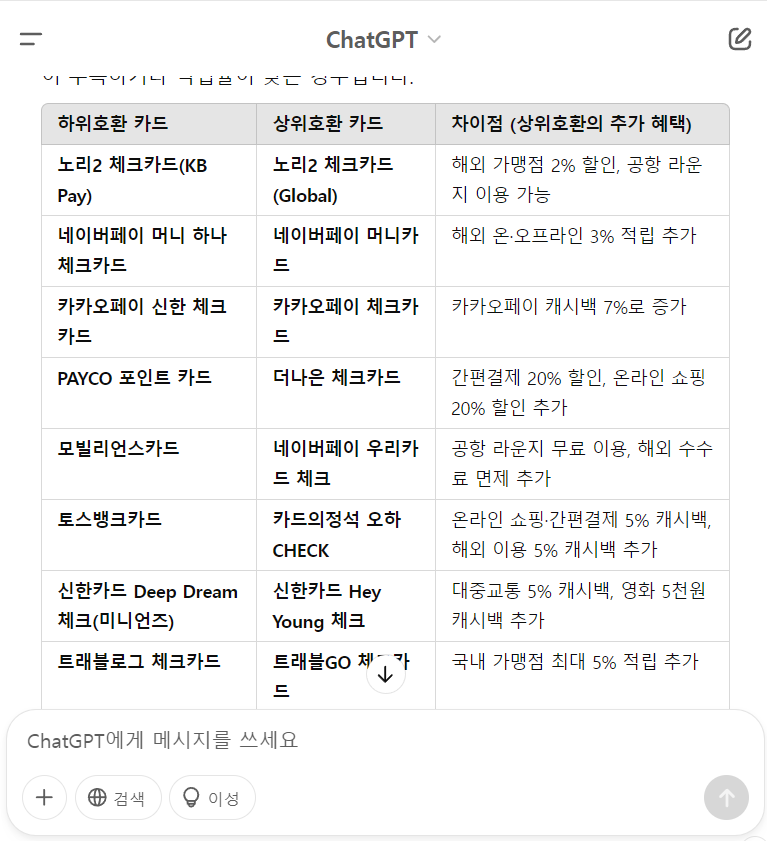 ChatGPT
하위호환 카드
상위호환 카드
차이점 (상위호환의 추가 혜택)
노리2 체크카드(KB
Pay)
노리2 체크카드
(Global)
해외 가맹점 2% 할인, 공항 라운
지 이용 가능
네이버페이 머니 하나
체크카드
네이버페이 머니카
드
해외 온·오프라인 3% 적립 추가
카카오페이 신한 체크
카드
카카오페이 체크카
드
카카오페이 캐시백 7%로 증가
PAYCO 포인트 카드
더나은 체크카드
간편결제 20% 할인, 온라인 쇼핑
20% 할인 추가
모빌리언스카드
네이버페이 우리카
드 체크
공항 라운지 무료 이용, 해외 수수
료 면제 추가
토스뱅크카드
카드의정석 오하
CHECK
온라인 쇼핑·간편결제 5% 캐시백,
해외 이용 5% 캐시백 추가
신한카드 Deep Dream
체크(미니언즈)
신한카드 Hey
Young 체크
대중교통 5% 캐시백, 영화 5천원
캐시백 추가
트래블로그 체크카드
트래블GO 체크카
드
국내 가맹점 최대 5% 적립 추가
ChatGPT에게 메시지를 쓰세요
검색
이성